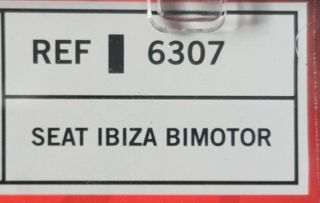 REF 6307
SEAT IBIZA BIMOTOR